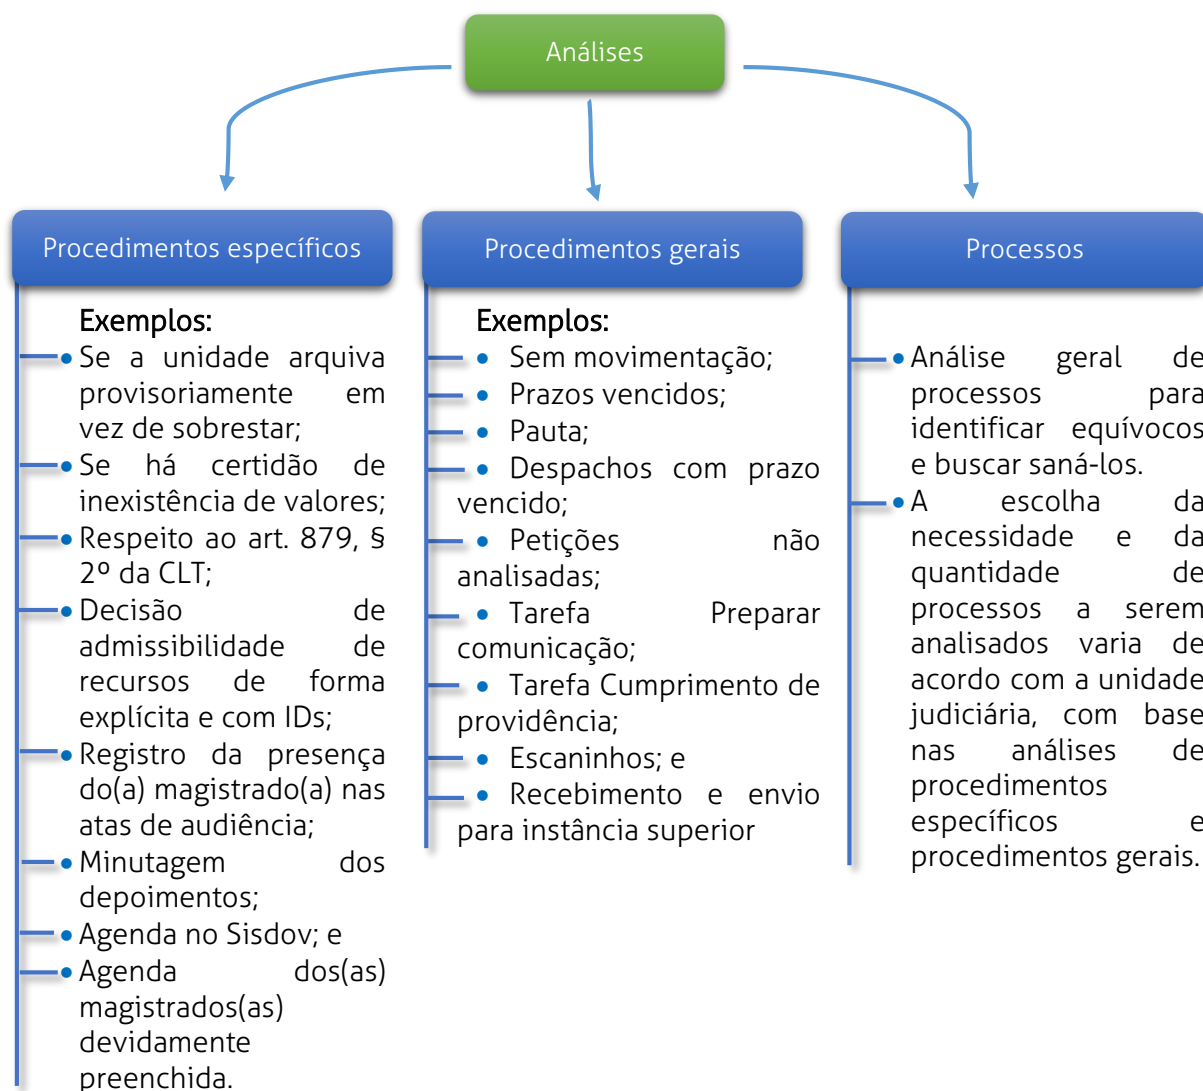 Análises
Procedimentos específicos
Exemplos:
• Se a unidade arquiva
provisoriamente em
vez de sobrestar;
• Se há certidão de
inexistência de valores;
• Respeito ao art. 879, §
2º da CLT;
• Decisão de
admissibilidade de
recursos de forma
explícita e com IDs;
• Registro da presença
do(a) magistrado(a) nas
atas de audiência;
• Minutagem dos
depoimentos;
• Agenda no Sisdov; e
• Agenda dos(as)
magistrados(as)
devidamente
preenchida.
Procedimentos gerais
Exemplos:
• Sem movimentação;
• Prazos vencidos;
• Pauta;
• Despachos com prazo
vencido;
• Petições não
analisadas;
• Tarefa Preparar
comunicação;
• Tarefa Cumprimento de
providência;
• Escaninhos; e
• Recebimento e envio
para instância superior
Processos
• Análise geral de
processos para
identificar equívocos
e buscar saná-los.
• A escolha da
necessidade e da
quantidade de
processos a serem
analisados varia de
acordo com a unidade
judiciária, com base
nas análises de
procedimentos
específicos e
procedimentos gerais.